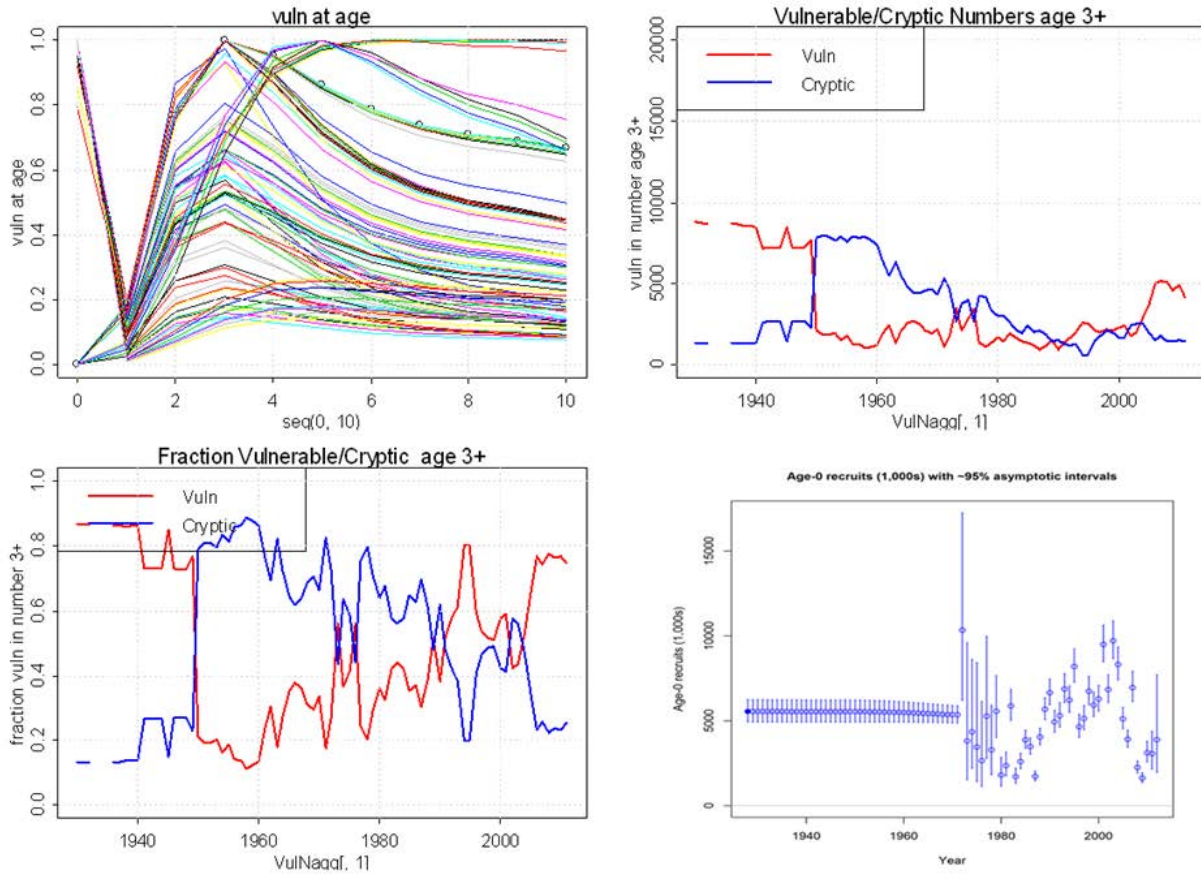 vuln at age
vuln at age
1.0
0.8
0.6
0.4
0.2
0.0
0
2
4
6
8
10
seq(0, 10)
Vulnerable/Cryptic Numbers age 3+
Vuln
Cryptic
vuln in number age 3+
20000
15000
10000
5000
0
1940
1960
1980
2000
VulNagg[, 1]
Fraction Vulnerable/Cryptic age 3+
Vuln
Cryptic
fraction vuln in number 3+
1.0
0.8
0.6
0.4
0.2
0.0
1940
1960
1980
2000
VulNagg[, 1]
Age-0 recruits (1,000s) with ~95% asymptotic intervals
Age-0 recruits (1,000s)
15000
10000
5000
0
1940
1960
1980
2000
Year